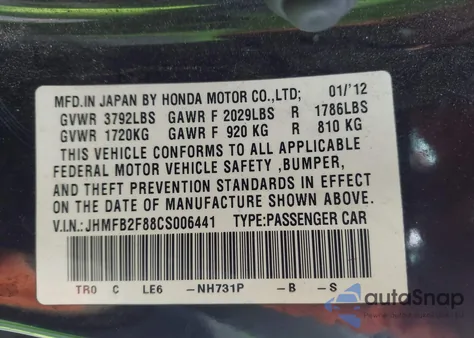 MFD.IN JAPAN BY HONDA MOTOR CO.,LTD; 01/'12
GVWR 3792LBS GAWR F 2029LBS R 1786LBS
GVWR 1720KG GAWR F 920 KG R 810 KG
THIS VEHICLE CONFORMS TO ALL APPLICABLE
FEDERAL MOTOR VEHICLE SAFETY ,BUMPER,
AND THEFT PREVENTION STANDARDS IN EFFECT
ON THE DATE OF MANUFACTURE SHOWN ABOVE.
V.I.N.:JHMFB2F88CS006441 TYPE:PASSENGER CAR
TR0 C LE6 -NH731P -B -S
autoSnap